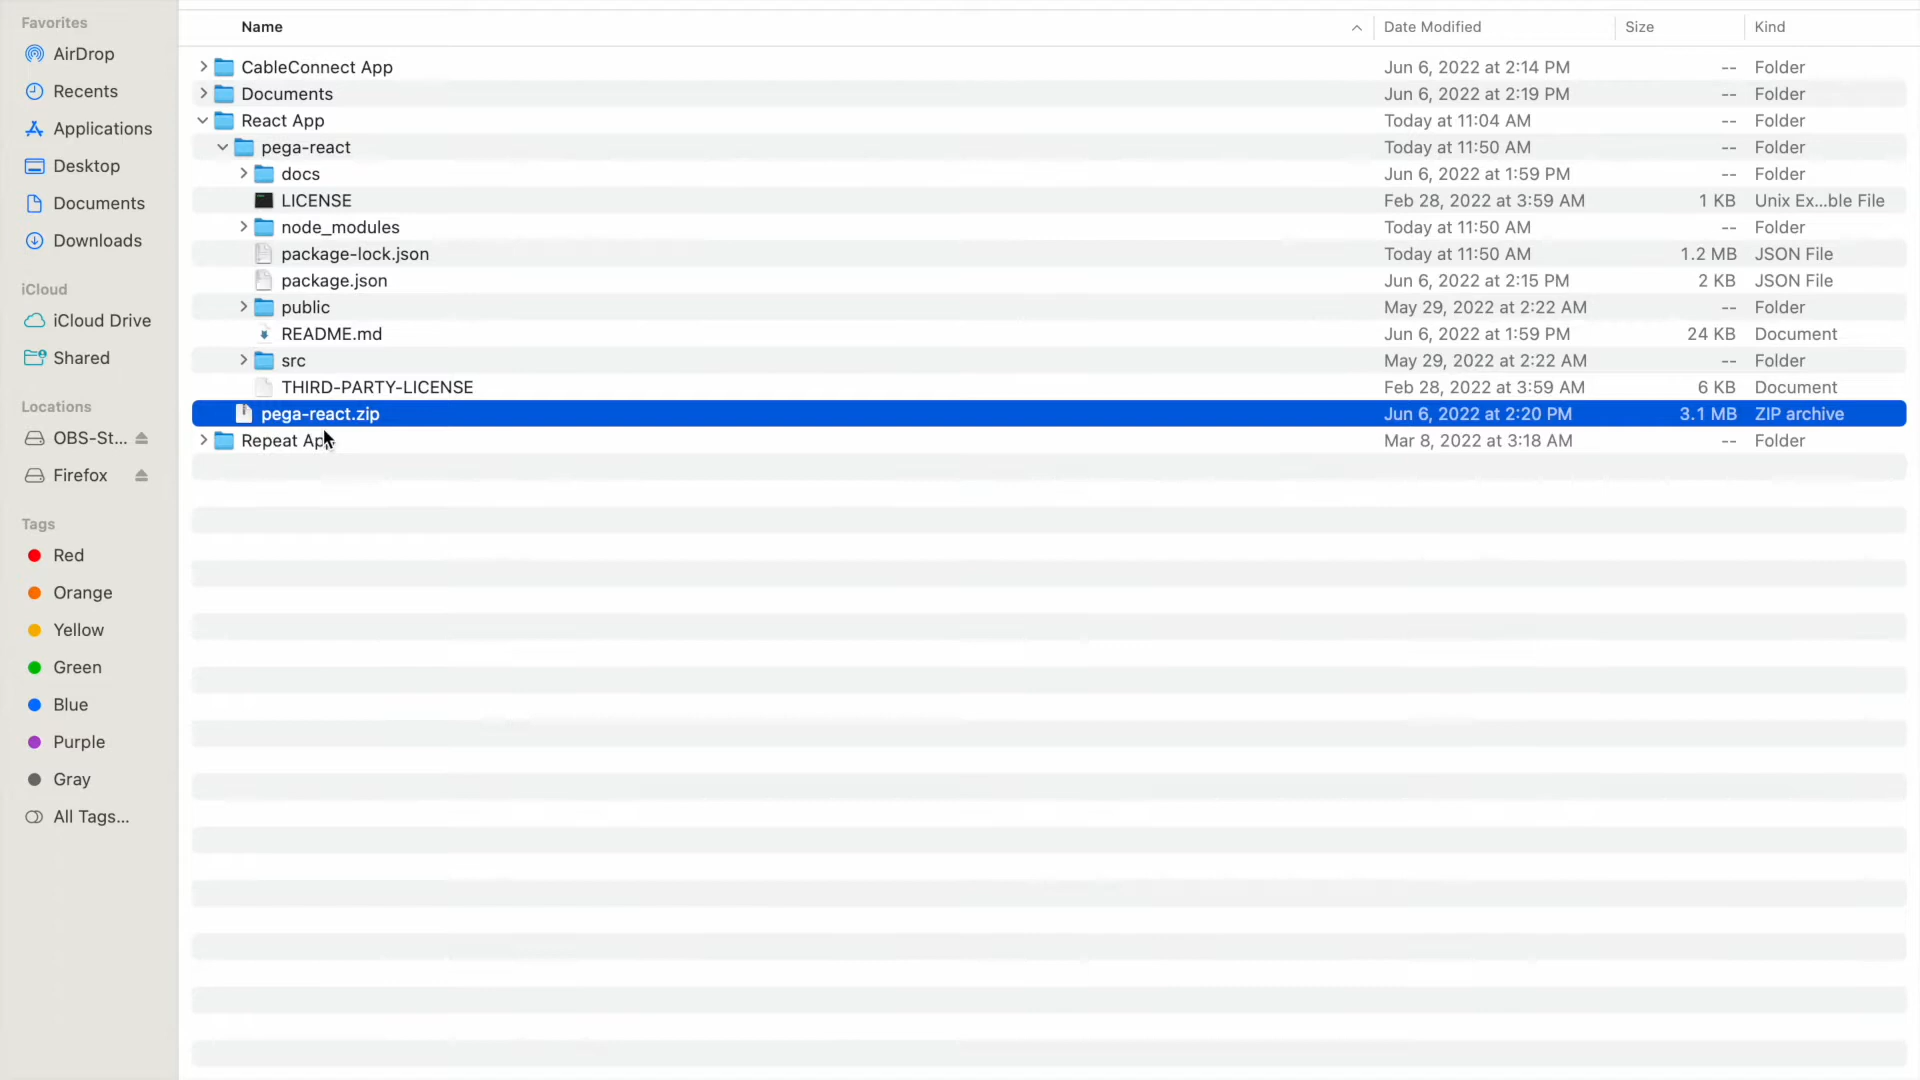 Favorites
AirDrop
Recents
Applications
Desktop
Documents
Downloads
iCloud
iCloud Drive
Shared
Locations
OBS-St...
Firefox
Tags
Red
Orange
Yellow
Green
Blue
Purple
Gray
All Tags...
Name Date Modified Size Kind
CableConnect App Jun 6, 2022 at 2:14 PM -- Folder
Documents Jun 6, 2022 at 2:19 PM -- Folder
React App Today at 11:04 AM -- Folder
pega-react Today at 11:50 AM -- Folder
docs Jun 6, 2022 at 1:59 PM -- Folder
LICENSE Feb 28, 2022 at 3:59 AM 1 KB Unix Ex...ble File
node_modules Today at 11:50 AM -- Folder
package-lock.json Today at 11:50 AM 1.2 MB JSON File
package.json Jun 6, 2022 at 2:15 PM 2 KB JSON File
public May 29, 2022 at 2:22 AM -- Folder
README.md Jun 6, 2022 at 1:59 PM 24 KB Document
src May 29, 2022 at 2:22 AM -- Folder
THIRD-PARTY-LICENSE Feb 28, 2022 at 3:59 AM 6 KB Document
pega-react.zip Jun 6, 2022 at 2:20 PM 3.1 MB ZIP archive
Repeat App Mar 8, 2022 at 3:18 AM -- Folder